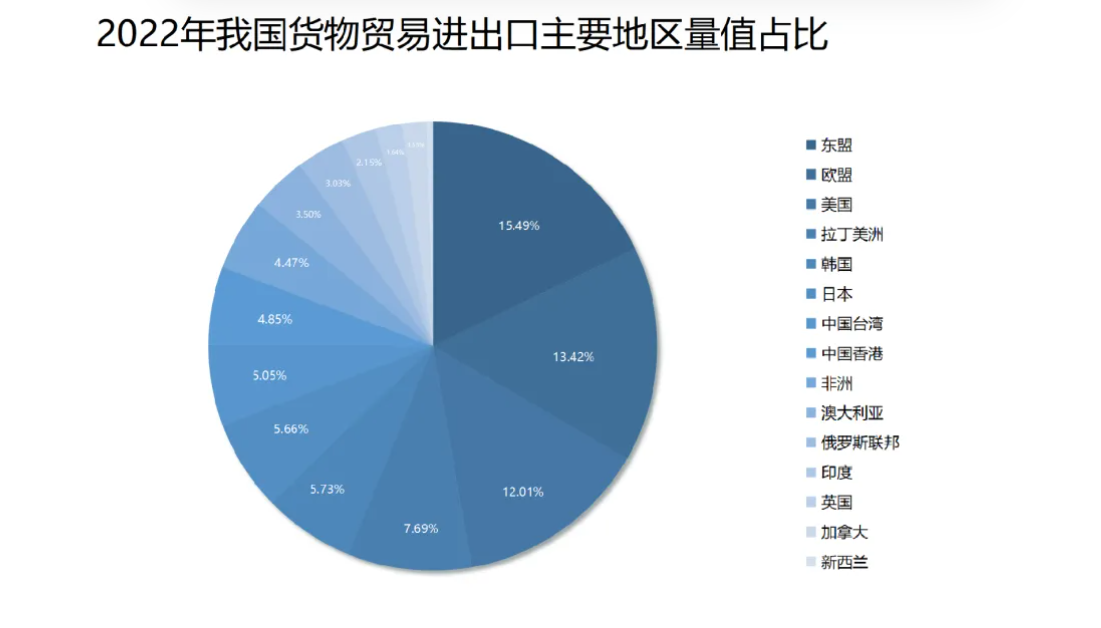 2022年我国货物贸易进出口主要地区量值占比
15.49%
13.42%
12.01%
7.69%
5.73%
5.66%
5.05%
4.85%
4.47%
3.50%
3.03%
2.15%
东盟
欧盟
美国
拉丁美洲
韩国
日本
中国台湾
中国香港
非洲
澳大利亚
俄罗斯联邦
印度
英国
加拿大
新西兰